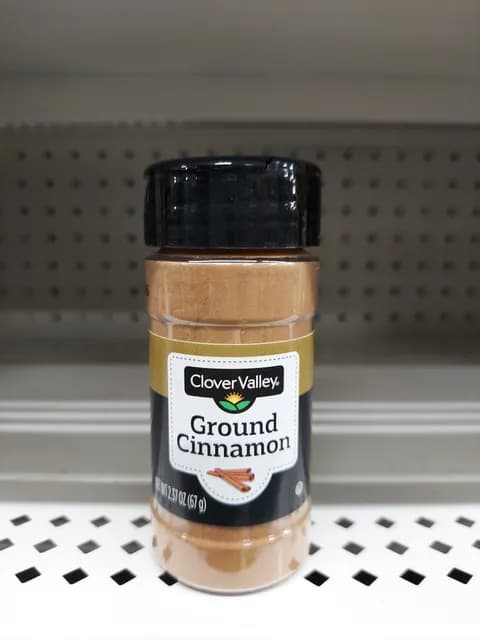 Clover Valley®
Ground
Cinnamon
NET WT 2.37 OZ (67 g)